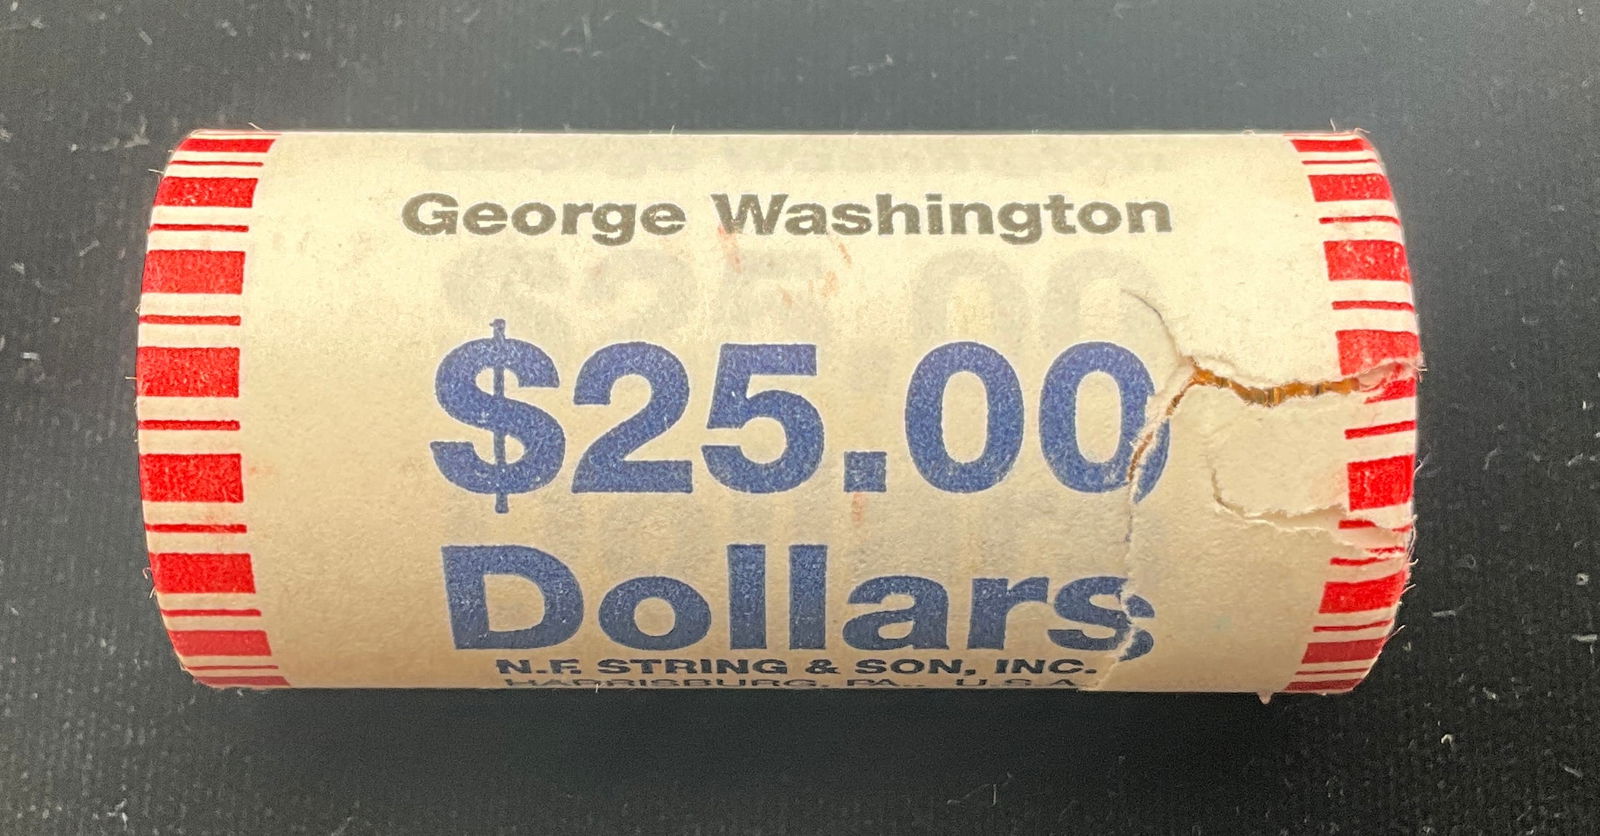 George Washington
$25.00
Dollars
N.F. STRING & SON, INC.
HARRISBURG, PA., U.S.A.